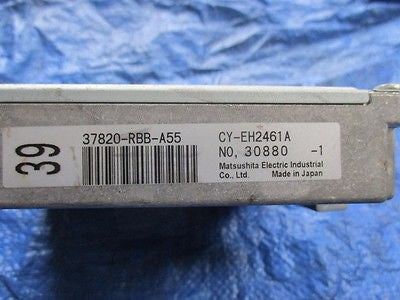 39
37820-RBB-A55
CY-EH2461A
NO, 30880 -1
Matsushita Electric Industrial
Co., Ltd. Made in Japan